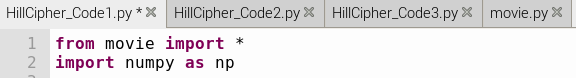 HillCipher_Code1.py * HillCipher_Code2.py HillCipher_Code3.py movie.py
1 from movie import *
2 import numpy as np